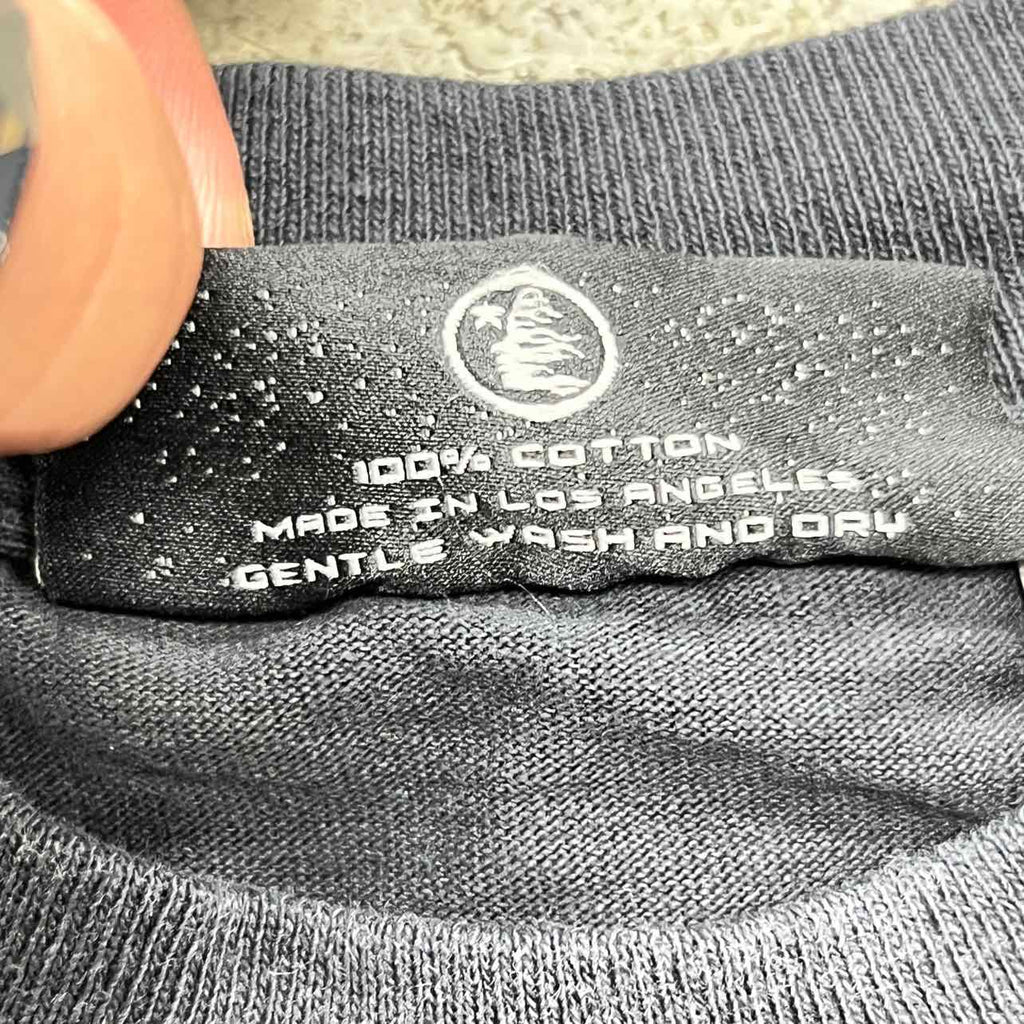 100% COTTON
MADE IN LOS ANGELES
GENTLE WASH AND DRY